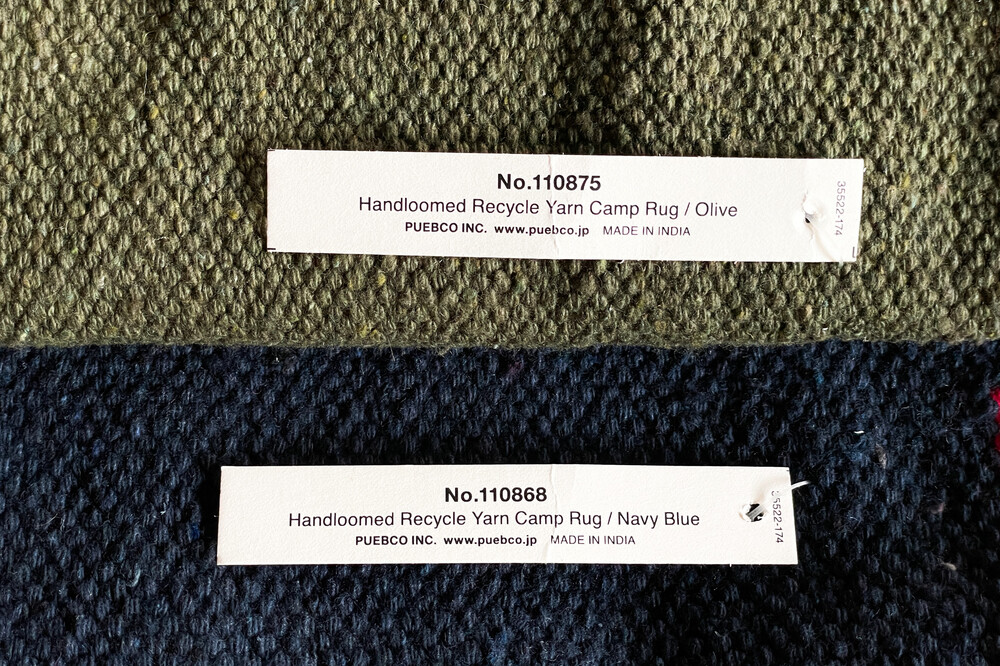 No.110875
Handloomed Recycle Yarn Camp Rug / Olive
PUEBCO INC. www.puebco.jp MADE IN INDIA
35522-174
No.110868
Handloomed Recycle Yarn Camp Rug / Navy Blue
PUEBCO INC. www.puebco.jp MADE IN INDIA
35522-174